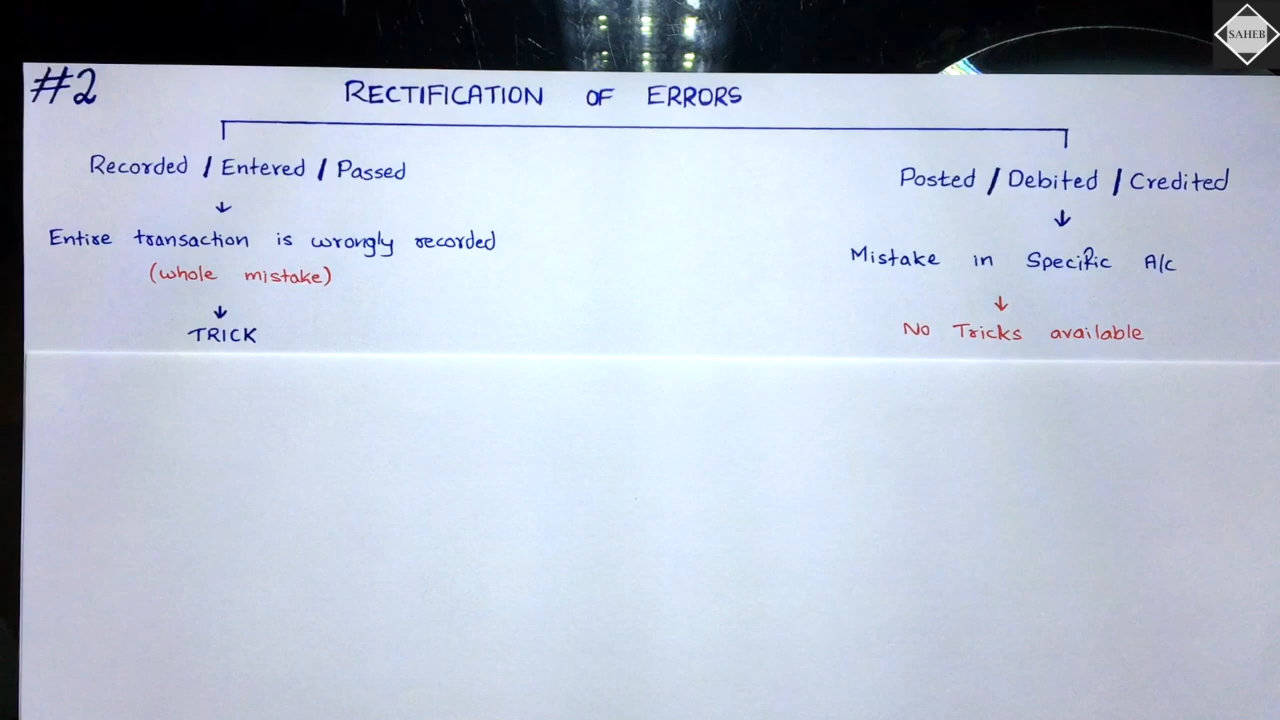 SAHEB
#2
RECTIFICATION OF ERRORS
Recorded / Entered / Passed
Entire transaction is wrongly recorded
(whole mistake)
TRICK
Posted / Debited / Credited
Mistake in Specific A/c
No Tricks available